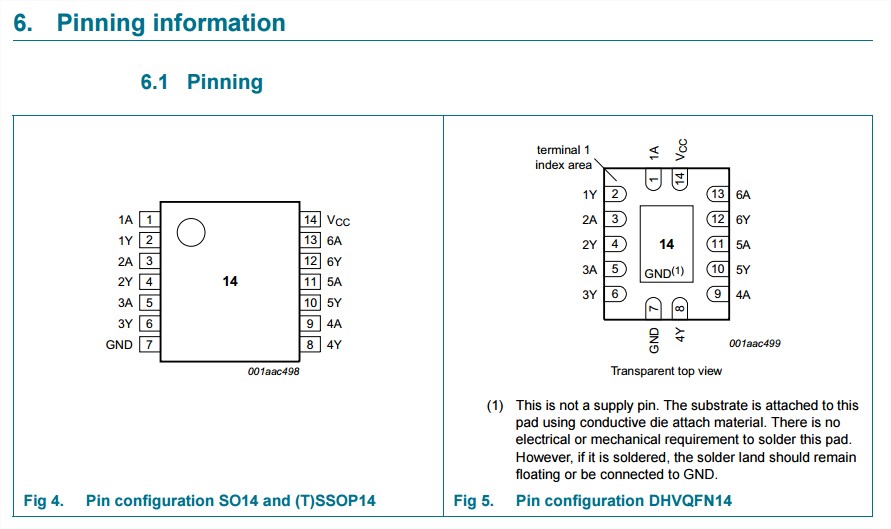 6. Pinning information
6.1 Pinning
1A 1
1Y 2
2A 3
2Y 4
3A 5
3Y 6
GND 7
14
14 VCC
13 6A
12 6Y
11 5A
10 5Y
9 4A
8 4Y
001aac498
Fig 4. Pin configuration SO14 and (T)SSOP14
terminal 1
index area
1A
VCC
1
14
1Y 2
2A 3
2Y 4
3A 5
3Y 6
14
GND(1)
13 6A
12 6Y
11 5A
10 5Y
9 4A
7
8
GND
4Y
001aac499
Transparent top view
(1) This is not a supply pin. The substrate is attached to this
pad using conductive die attach material. There is no
electrical or mechanical requirement to solder this pad.
However, if it is soldered, the solder land should remain
floating or be connected to GND.
Fig 5. Pin configuration DHVQFN14